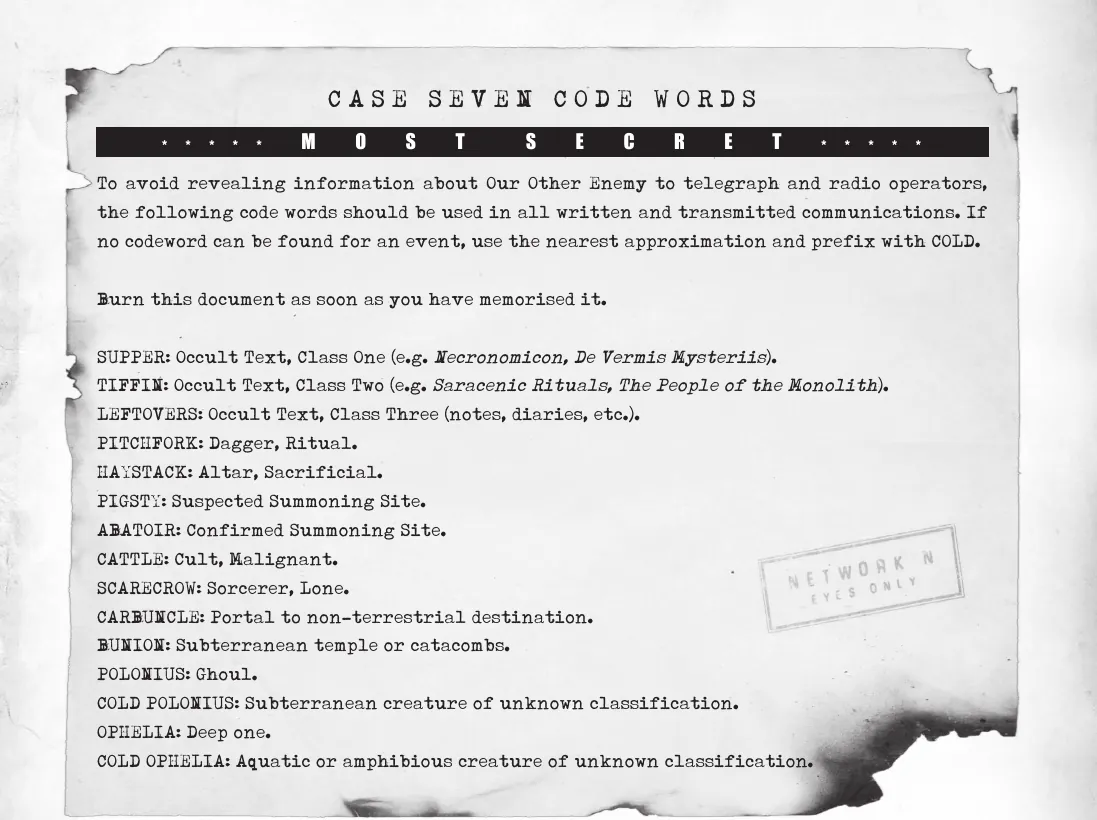 CASE SEVEN CODE WORDS
* * * * * MOST SECRET * * * * *
To avoid revealing information about Our Other Enemy to telegraph and radio operators,
the following code words should be used in all written and transmitted communications. If
no codeword can be found for an event, use the nearest approximation and prefix with COLD.
Burn this document as soon as you have memorised it.
SUPPER: Occult Text, Class One (e.g. Necronomicon, De Vermis Mysteriis).
TIFFIN: Occult Text, Class Two (e.g. Saracenic Rituals, The People of the Monolith).
LEFTOVERS: Occult Text, Class Three (notes, diaries, etc.).
PITCHFORK: Dagger, Ritual.
HAYSTACK: Altar, Sacrificial.
PIGSTY: Suspected Summoning Site.
ABATOIR: Confirmed Summoning Site.
CATTLE: Cult, Malignant.
SCARECROW: Sorcerer, Lone.
CARBUNCLE: Portal to non-terrestrial destination.
BUNION: Subterranean temple or catacombs.
POLONIUS: Ghoul.
COLD POLONIUS: Subterranean creature of unknown classification.
OPHELIA: Deep one.
COLD OPHELIA: Aquatic or amphibious creature of unknown classification.
NETWORK N
EYES ONLY